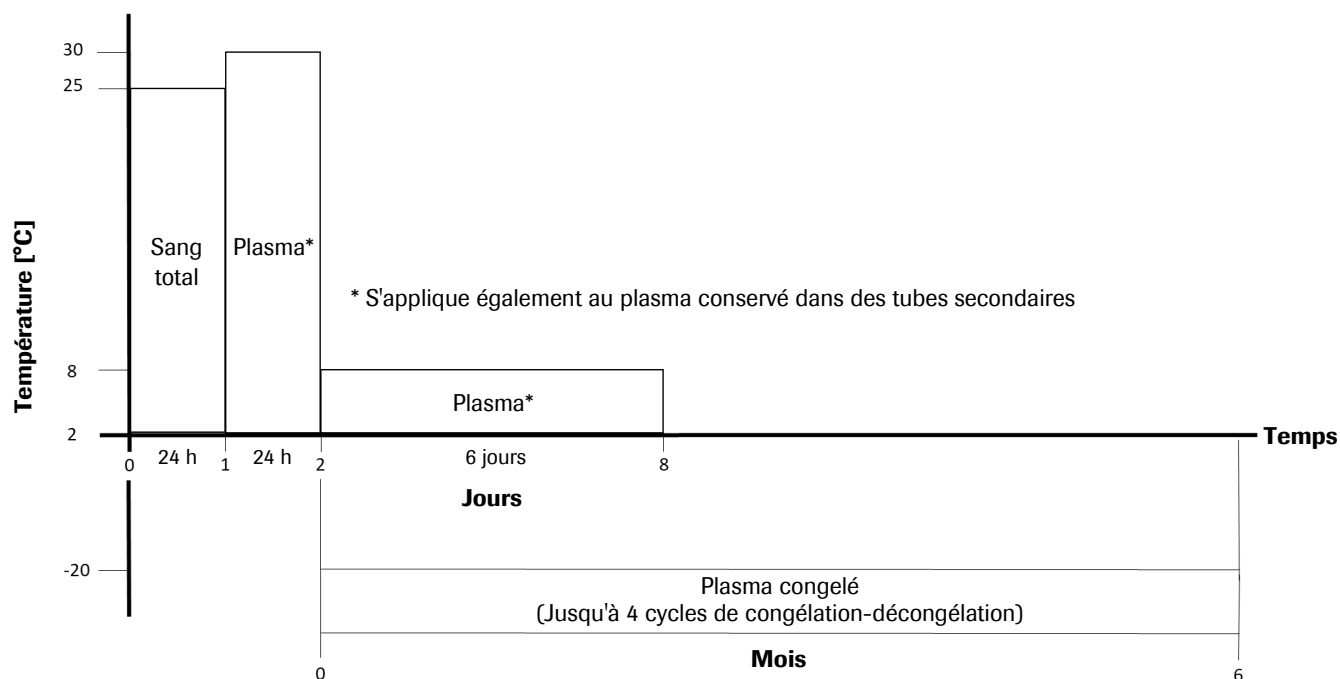 30
25
Température [°C]
Sang
total
Plasma*
* S'applique également au plasma conservé dans des tubes secondaires
8
Plasma*
2
Temps
0 24 h 1 24 h 2 6 jours 8
Jours
-20
Plasma congelé
(Jusqu'à 4 cycles de congélation-décongélation)
Mois
0 6